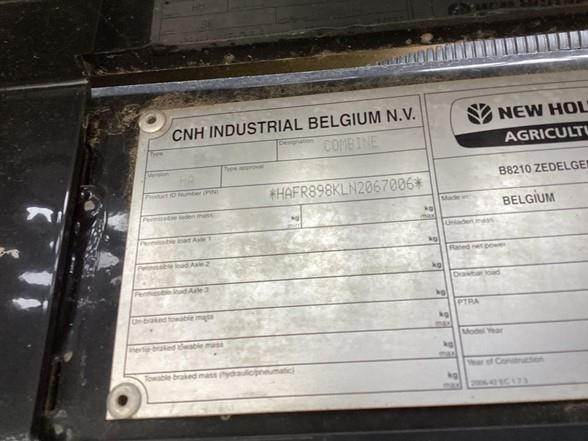 CNH INDUSTRIAL BELGIUM N.V.
Type
Designation
COMBINE
Version
Type approval
Product ID Number (PIN)
*HAFR898KLN2067006*
Permissible laden mass
kg
min
kg
max
Permissible load Axle 1
kg
Permissible load Axle 2
kg
Permissible load Axle 3
kg
Un-braked towable mass
kg
max
Inertia-braked towable mass
kg
max
Towable braked mass (hydraulic/pneumatic)
kg
max
NEW HOL
AGRICULTU
B8210 ZEDELGE
Made in:
BELGIUM
Unladen mass
Rated net power
Drawbar load
PTRA
Model Year
Year of Construction